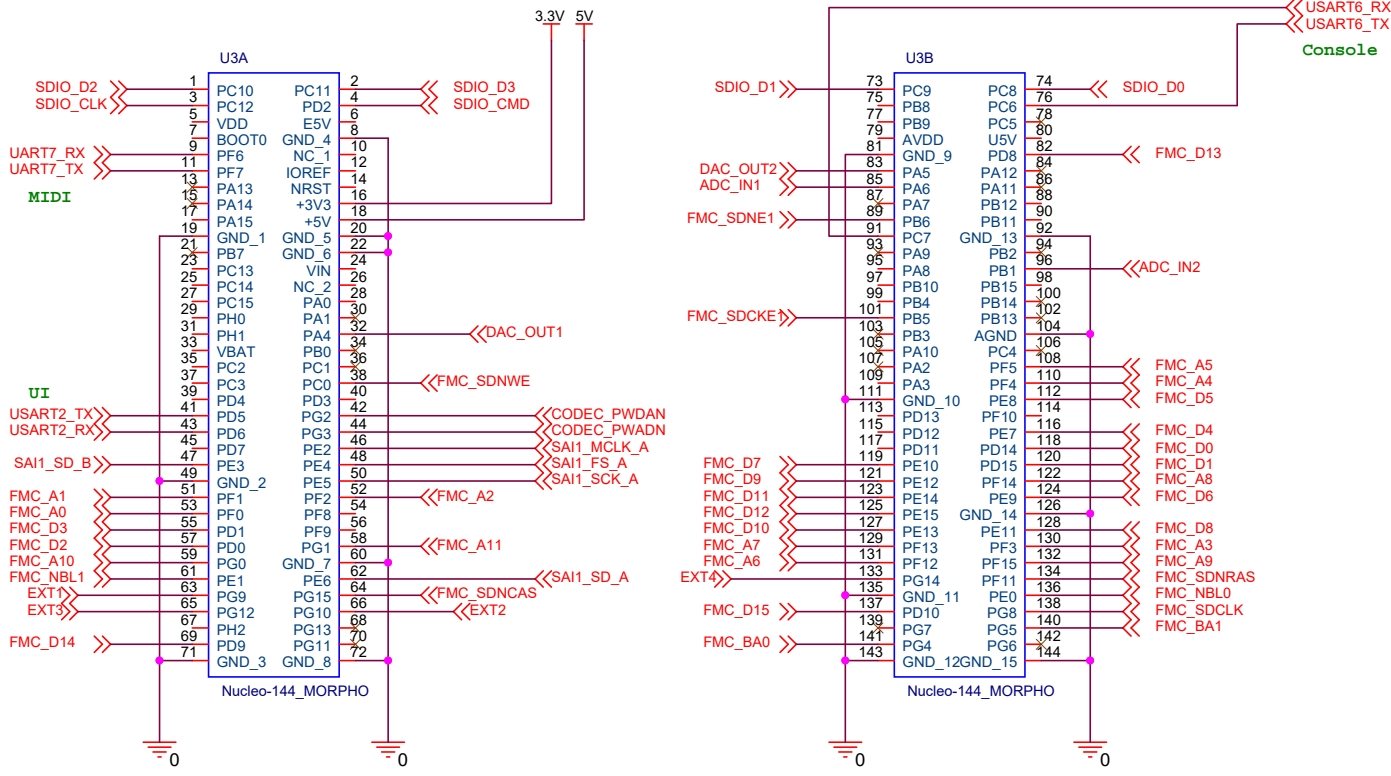 3.3V 5V
USART6_RX
USART6_TX
Console
U3A
SDIO_D2 1 PC10 PC11 2 SDIO_D3
SDIO_CLK 3 PC12 PD2 4 SDIO_CMD
5 VDD E5V 6
7 BOOT0 GND_4 8
UART7_RX 9 PF6 NC_1 10
UART7_TX 11 PF7 IOREF 12
13 PA13 NRST 14
MIDI
15 PA14 +3V3 16
17 PA15 +5V 18
19 GND_1 GND_5 20
21 PB7 GND_6 22
23 PC13 VIN 24
25 PC14 NC_2 26
27 PC15 PA0 28
29 PH0 PA1 30
31 PH1 PA4 32 DAC_OUT1
33 VBAT PB0 34
35 PC2 PC1 36
37 PC3 PC0 38 FMC_SDNWE
UI
39 PD4 PD3 40
USART2_TX 41 PD5 PG2 42 CODEC_PWDAN
USART2_RX 43 PD6 PG3 44 CODEC_PWADN
45 PD7 PE2 46 SAI1_MCLK_A
SAI1_SD_B 47 PE3 PE4 48 SAI1_FS_A
49 GND_2 PE5 50 SAI1_SCK_A
FMC_A1 51 PF1 PF2 52 FMC_A2
FMC_A0 53 PF0 PF8 54
FMC_D3 55 PD1 PF9 56
FMC_D2 57 PD0 PG1 58 FMC_A11
FMC_A10 59 PG0 GND_7 60
FMC_NBL1 61 PE1 PE6 62 SAI1_SD_A
EXT1 63 PG9 PG15 64 FMC_SDNCAS
EXT3 65 PG12 PG10 66 EXT2
67 PH2 PG13 68
FMC_D14 69 PD9 PG11 70
71 GND_3 GND_8 72
Nucleo-144_MORPHO
0 0
U3B
SDIO_D1 73 PC9 PC8 74 SDIO_D0
75 PB8 PC6 76
77 PB9 PC5 78
79 AVDD U5V 80
81 GND_9 PD8 82 FMC_D13
DAC_OUT2 83 PA5 PA12 84
ADC_IN1 85 PA6 PA11 86
87 PA7 PB12 88
FMC_SDNE1 89 PB6 PB11 90
91 PC7 GND_13 92
93 PA9 PB2 94
95 PA8 PB1 96 ADC_IN2
97 PB10 PB15 98
99 PB4 PB14 100
FMC_SDCKE1 101 PB5 PB13 102
103 PB3 AGND 104
105 PA10 PC4 106
107 PA2 PF5 108 FMC_A5
109 PA3 PF4 110 FMC_A4
111 GND_10 PE8 112 FMC_D5
113 PD13 PF10 114
115 PD12 PE7 116 FMC_D4
117 PD11 PD14 118 FMC_D0
FMC_D7 119 PE10 PD15 120 FMC_D1
FMC_D9 121 PE12 PF14 122 FMC_A8
FMC_D11 123 PE14 PE9 124 FMC_D6
FMC_D12 125 PE15 GND_14 126
FMC_D10 127 PE13 PE11 128 FMC_D8
FMC_A7 129 PF13 PF3 130 FMC_A3
FMC_A6 131 PF12 PF15 132 FMC_A9
EXT4 133 PG14 PF11 134 FMC_SDNRAS
135 GND_11 PE0 136 FMC_NBL0
FMC_D15 137 PD10 PG8 138 FMC_SDCLK
139 PG7 PG5 140 FMC_BA1
FMC_BA0 141 PG4 PG6 142
143 GND_12 GND_15 144
Nucleo-144_MORPHO
0 0